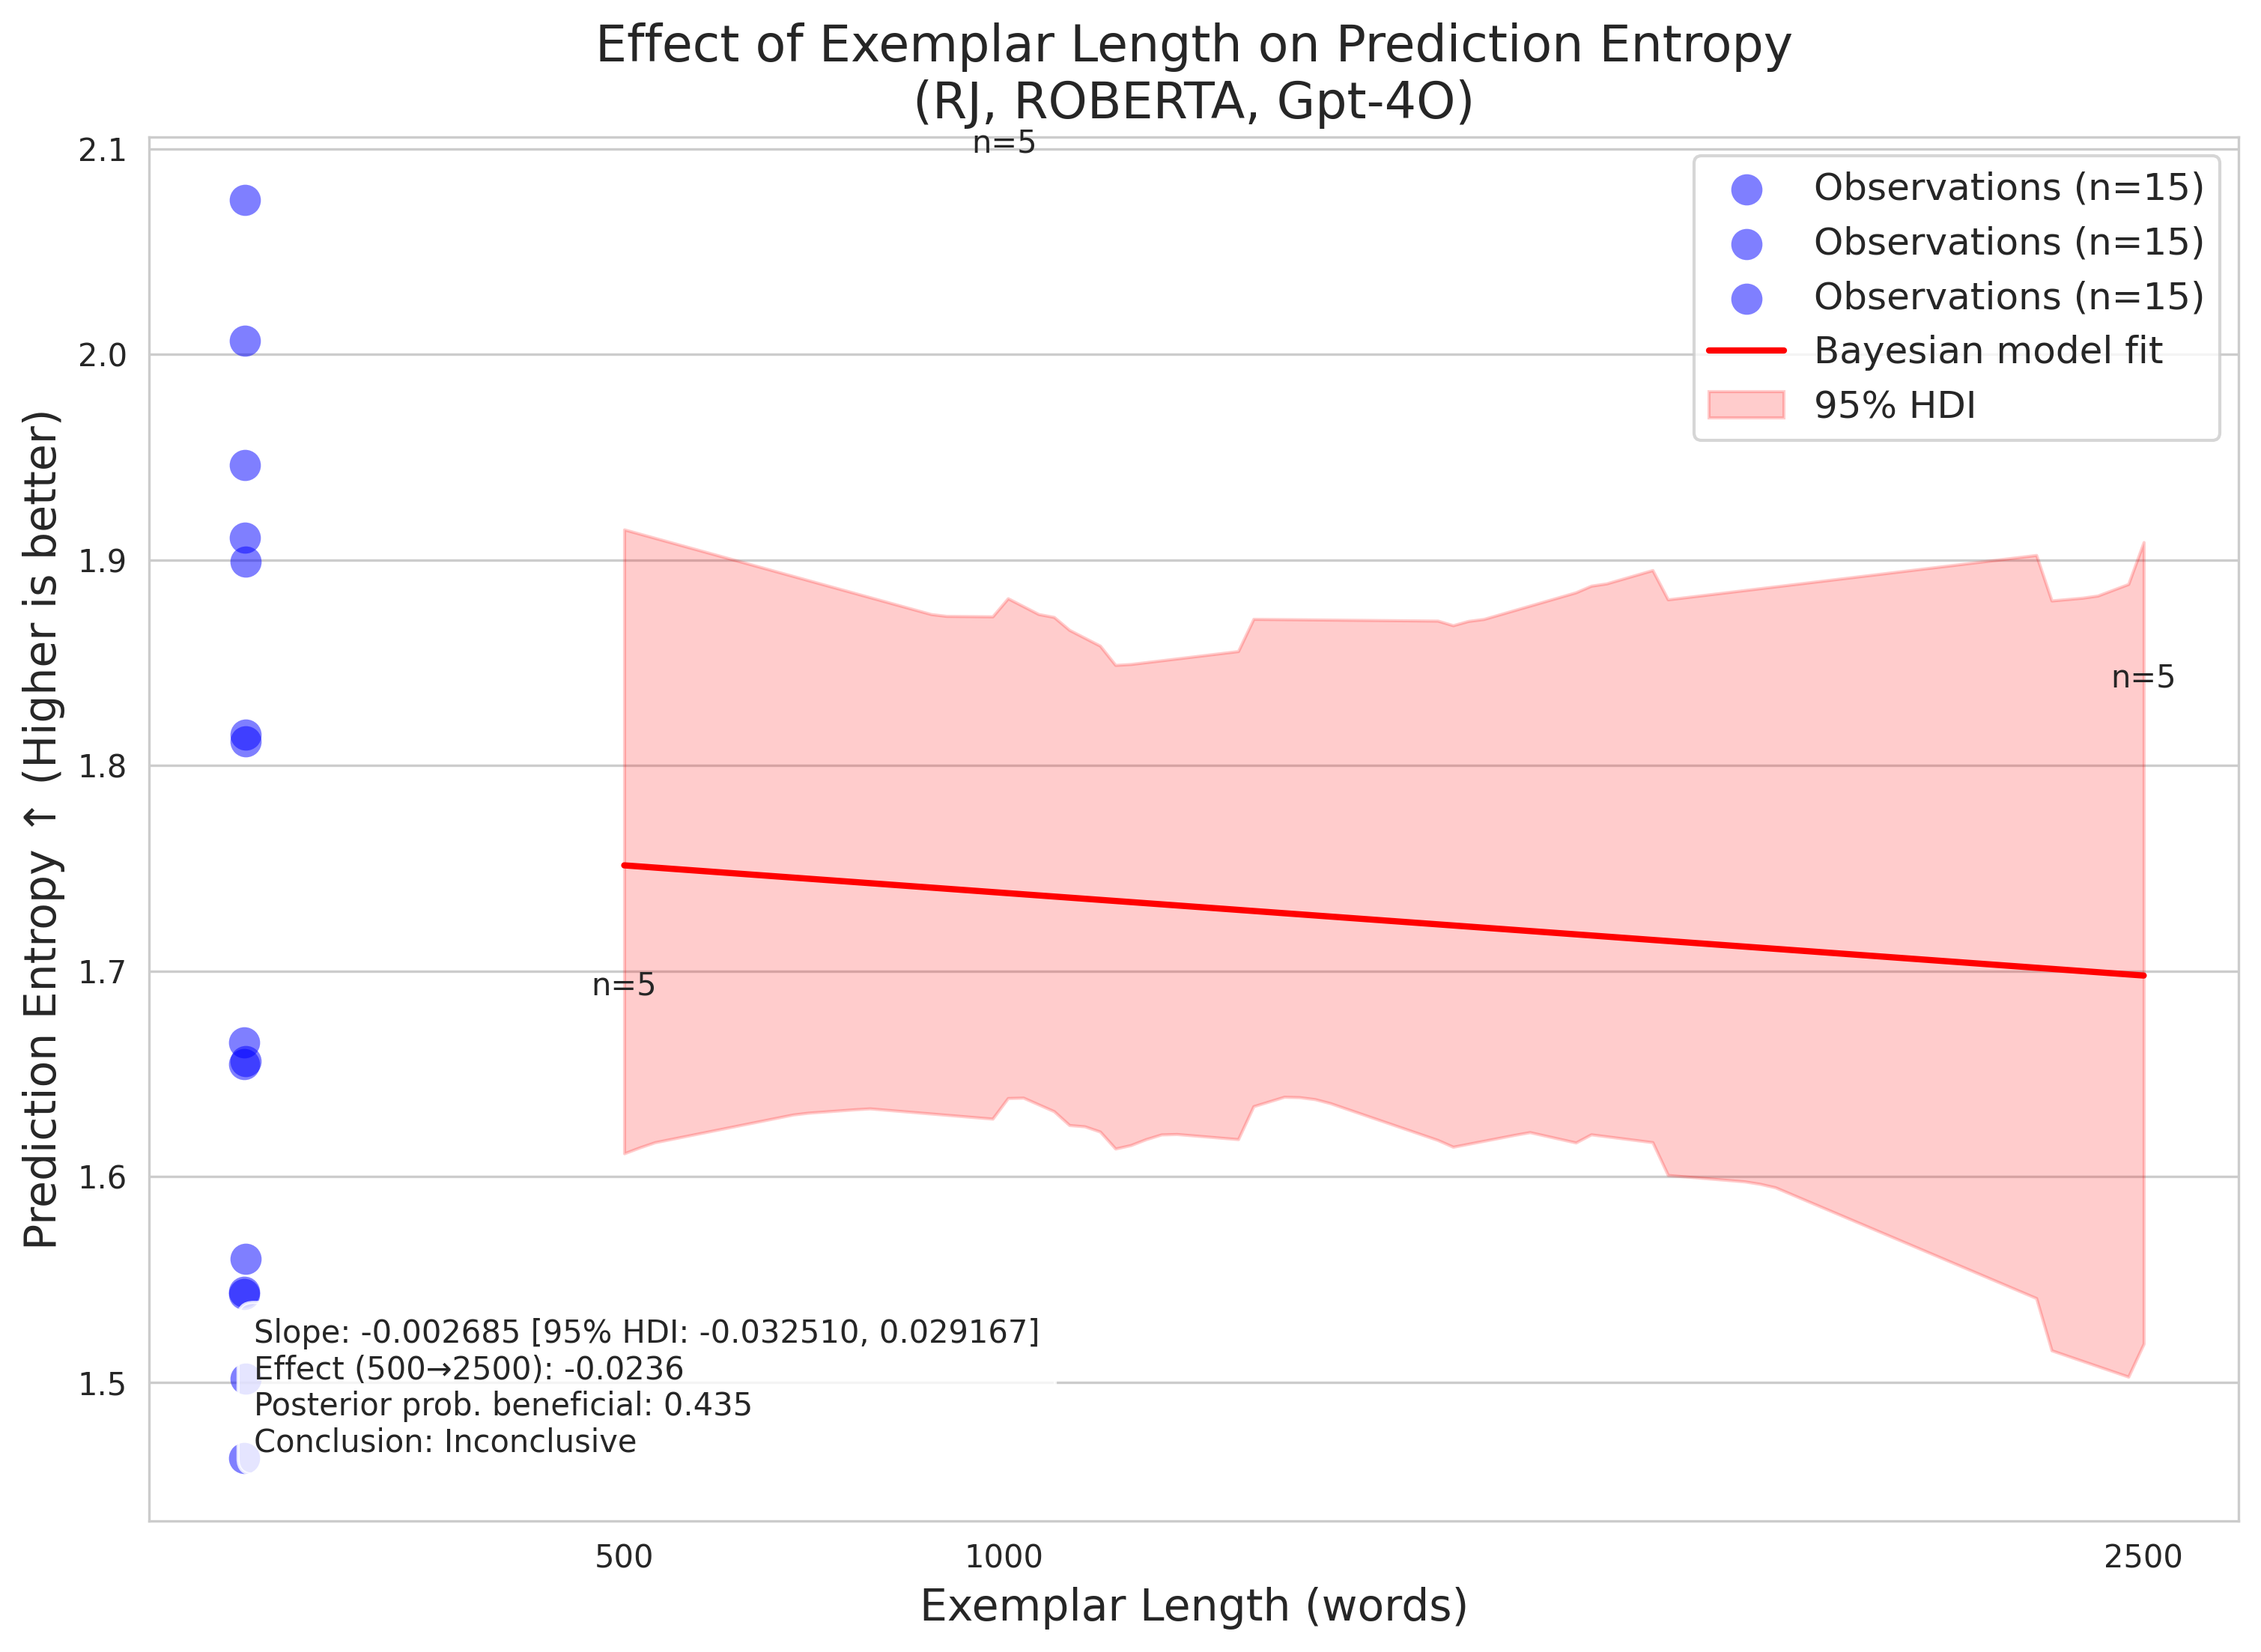 Effect of Exemplar Length on Prediction Entropy
(RJ, ROBERTA, Gpt-4O)
n=5
Observations (n=15)
Observations (n=15)
Observations (n=15)
Bayesian model fit
95% HDI
Prediction Entropy ↑ (Higher is better)
2.1
2.0
1.9
1.8
1.7
1.6
1.5
n=5
n=5
Slope: -0.002685 [95% HDI: -0.032510, 0.029167]
Effect (500→2500): -0.0236
Posterior prob. beneficial: 0.435
Conclusion: Inconclusive
500
1000
2500
Exemplar Length (words)